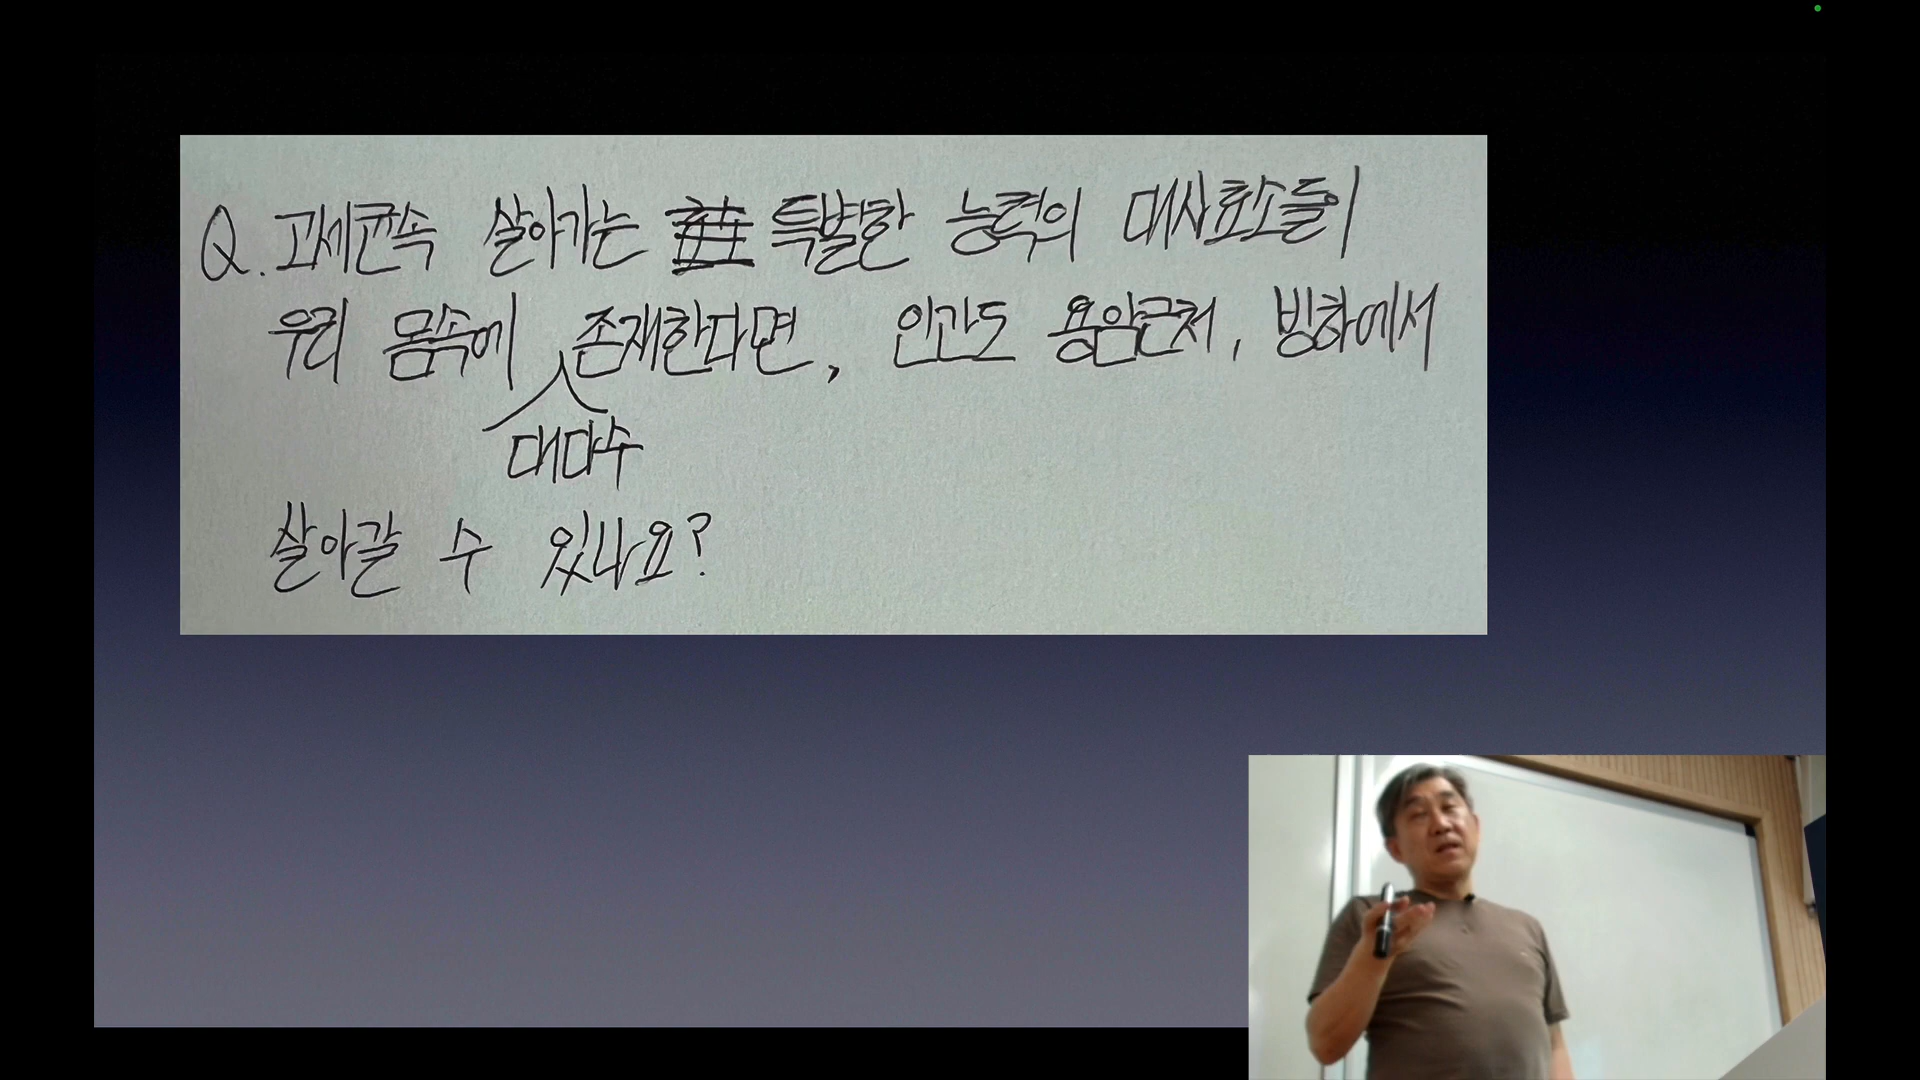 Q. 고세균속 살아가는 특별한 능력의 대사효소들이
우리 몸속에 존재한다면, 인간도 용암근처, 빙하에서
대다수
살아갈 수 있나요?